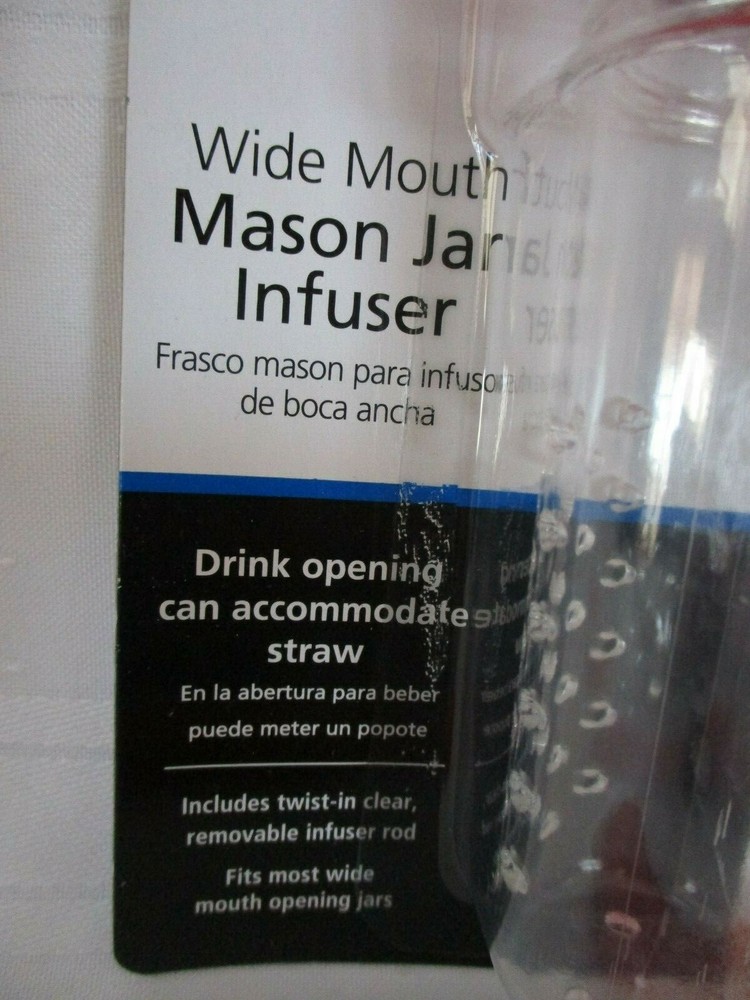 Wide Mouth
Mason Jar
Infuser
Frasco mason para infusor
de boca ancha
Drink opening
can accommodate
straw
En la abertura para beber
puede meter un popote
Includes twist-in clear,
removable infuser rod
Fits most wide
mouth opening jars